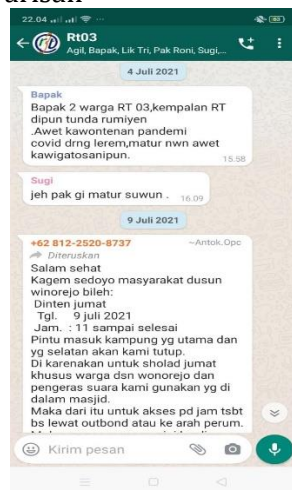 arisan
22.04
80
Rt03
Agil, Bapak, Lik Tri, Pak Roni, Sugi,...
4 Juli 2021
Bapak
Bapak 2 warga RT 03,kempalan RT
dipun tunda rumiyen
.Awet kawontenan pandemi
covid drng lerem,matur nwn awet
kawigatosanipun.
15.58
Sugi
jeh pak gi matur suwun .
16.09
9 Juli 2021
+62 812-2520-8737 ~Antok.Opc
Diteruskan
Salam sehat
Kagem sedoyo masyarakat dusun
winorejo bileh:
Dinten jumat
Tgl. 9 juli 2021
Jam. : 11 sampai selesai
Pintu masuk kampung yg utama dan
yg selatan akan kami tutup.
Di karenakan untuk sholad jumat
khusus warga dsn wonorejo dan
pengeras suara kami gunakan yg di
dalam masjid.
Maka dari itu untuk akses pd jam tsbt
bs lewat outbond atau ke arah perum.
Kirim pesan